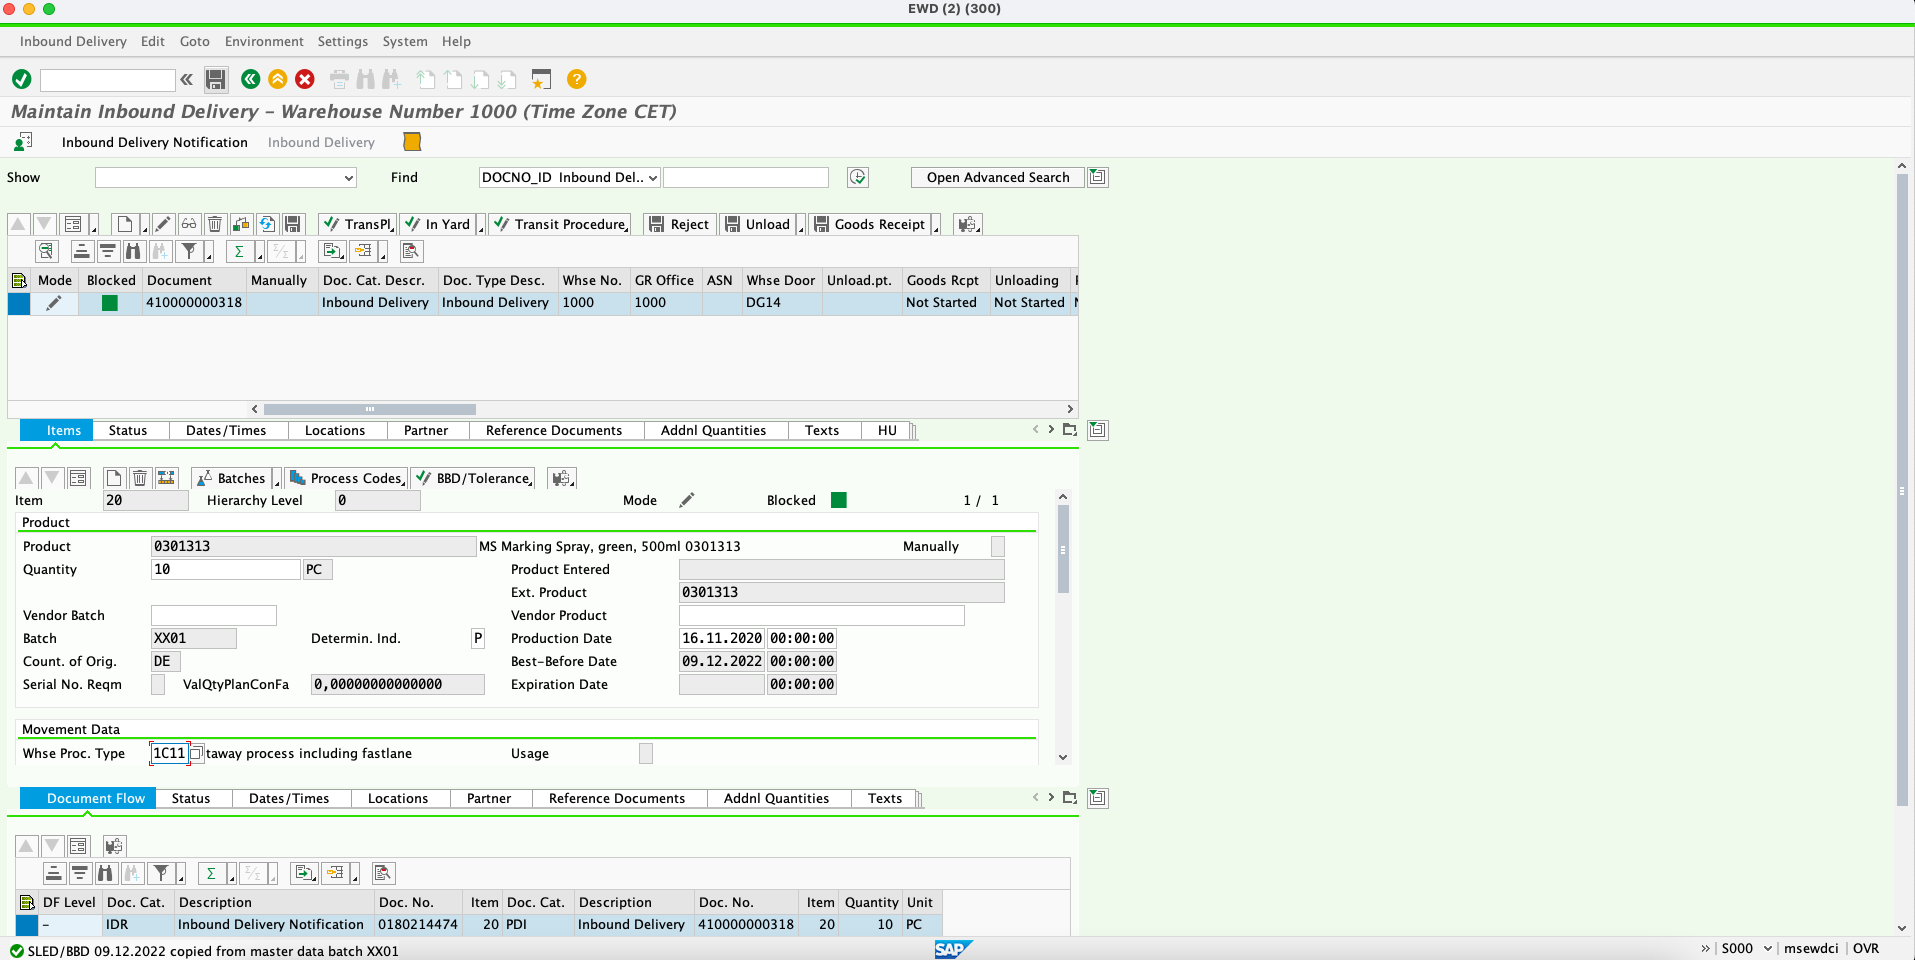 EWD (2) (300)
Inbound Delivery Edit Goto Environment Settings System Help
Maintain Inbound Delivery – Warehouse Number 1000 (Time Zone CET)
Inbound Delivery Notification Inbound Delivery
Show Find DOCNO_ID Inbound Del.. Open Advanced Search
TransPl. In Yard Transit Procedure Reject Unload Goods Receipt
Mode Blocked Document Manually Doc. Cat. Descr. Doc. Type Desc. Whse No. GR Office ASN Whse Door Unload.pt. Goods Rcpt Unloading
410000000318 Inbound Delivery Inbound Delivery 1000 1000 DG14 Not Started Not Started
Items Status Dates/Times Locations Partner Reference Documents Addnl Quantities Texts HU
Batches Process Codes BBD/Tolerance
Item 20 Hierarchy Level 0 Mode Blocked 1 / 1
Product
Product 0301313 MS Marking Spray, green, 500ml 0301313 Manually
Quantity 10 PC Product Entered
Ext. Product 0301313
Vendor Batch Vendor Product
Batch XX01 Determin. Ind. P Production Date 16.11.2020 00:00:00
Count. of Orig. DE Best-Before Date 09.12.2022 00:00:00
Serial No. Reqm ValQtyPlanConFa 0,00000000000000 Expiration Date 00:00:00
Movement Data
Whse Proc. Type 1C11 taway process including fastlane Usage
Document Flow Status Dates/Times Locations Partner Reference Documents Addnl Quantities Texts
DF Level Doc. Cat. Description Doc. No. Item Doc. Cat. Description Doc. No. Item Quantity Unit
– IDR Inbound Delivery Notification 0180214474 20 PDI Inbound Delivery 410000000318 20 10 PC
SLED/BBD 09.12.2022 copied from master data batch XX01 SAP » S000 msewdci OVR